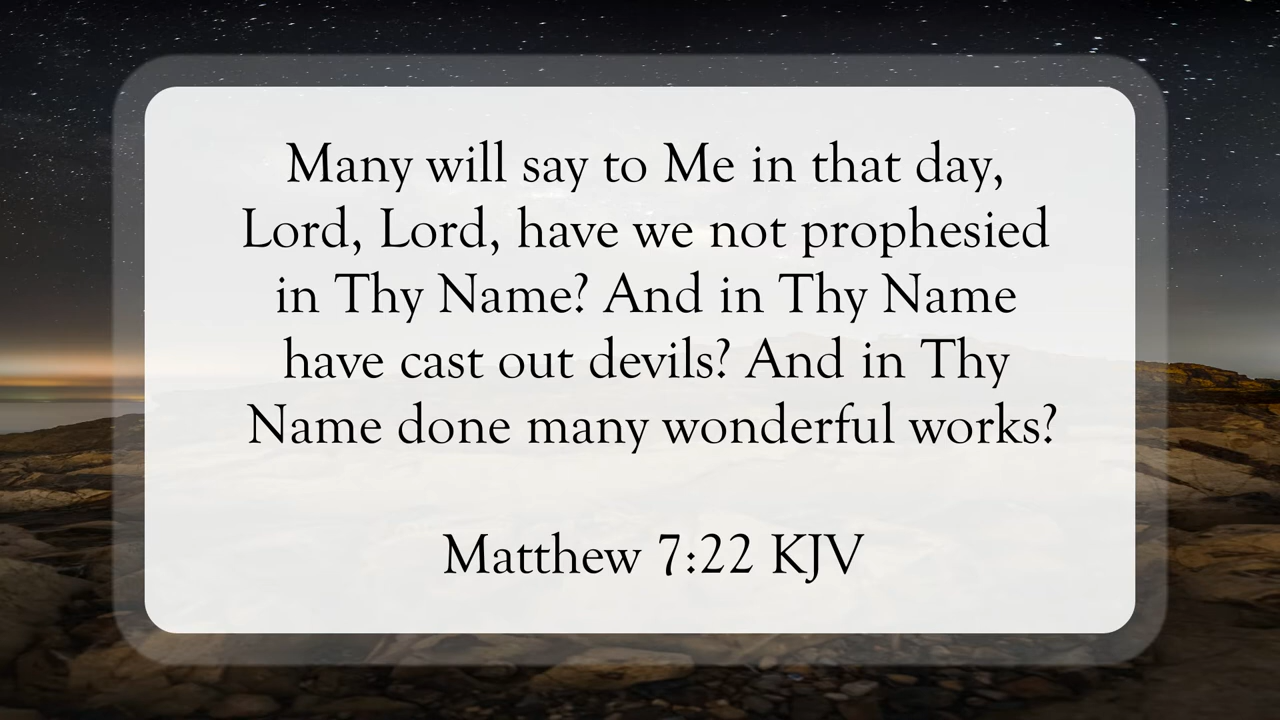 Many will say to Me in that day,
Lord, Lord, have we not prophesied
in Thy Name? And in Thy Name
have cast out devils? And in Thy
Name done many wonderful works?
Matthew 7:22 KJV